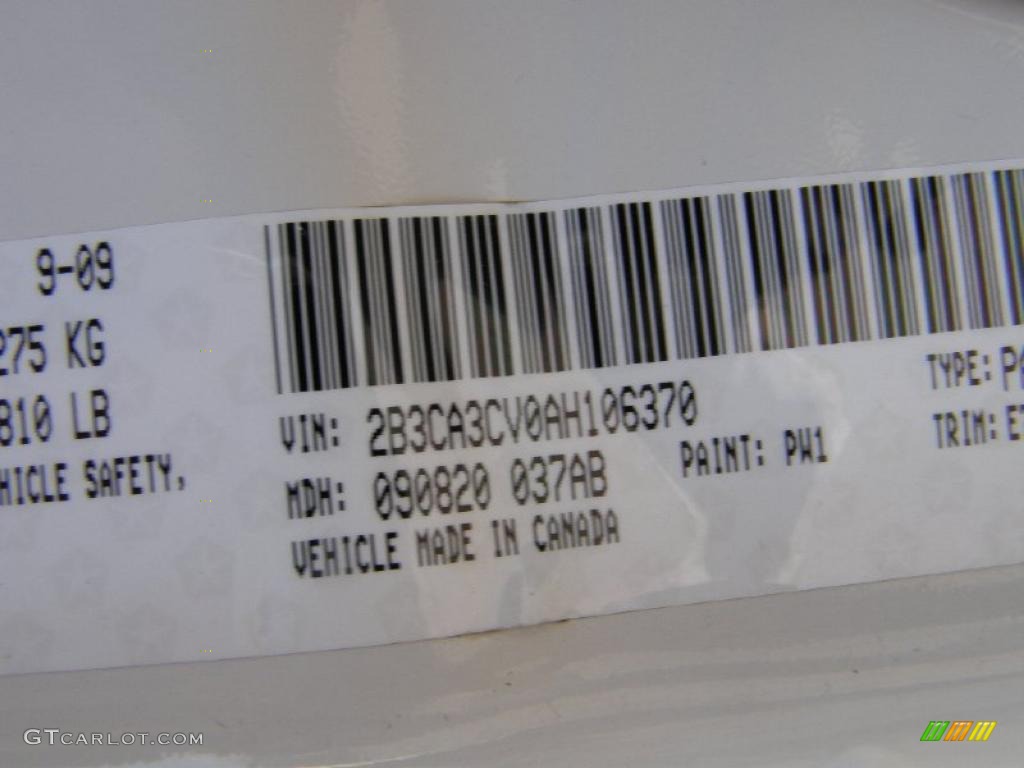 9-09
275 KG
810 LB
HICLE SAFETY,
VIN: 2B3CA3CV0AH106370
MDH: 090820 037AB
PAINT: PW1
VEHICLE MADE IN CANADA
TYPE: PA
TRIM: E
GTCARLOT.COM